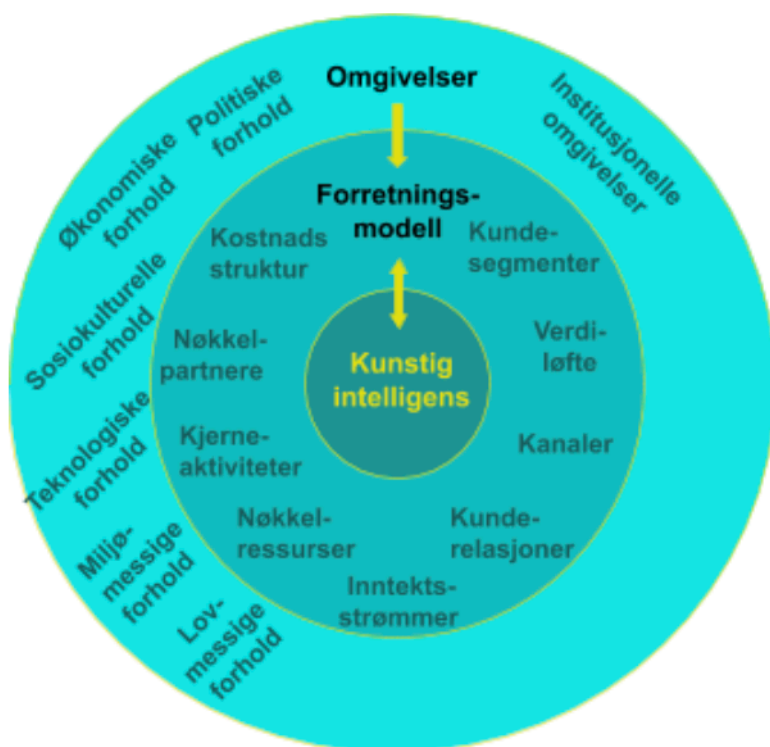 Omgivelser
Politiske
forhold
Økonomiske
forhold
Sosiokulturelle
forhold
Teknologiske
forhold
Miljø-
messige
forhold
Lov-
messige
forhold
Institusjonelle
omgivelser
Forretnings-
modell
Kostnads
struktur
Kunde-
segmenter
Nøkkel-
partnere
Verdi-
løfte
Kjerne-
aktiviteter
Kanaler
Nøkkel-
ressurser
Kunde-
relasjoner
Inntekts-
strømmer
Kunstig
intelligens